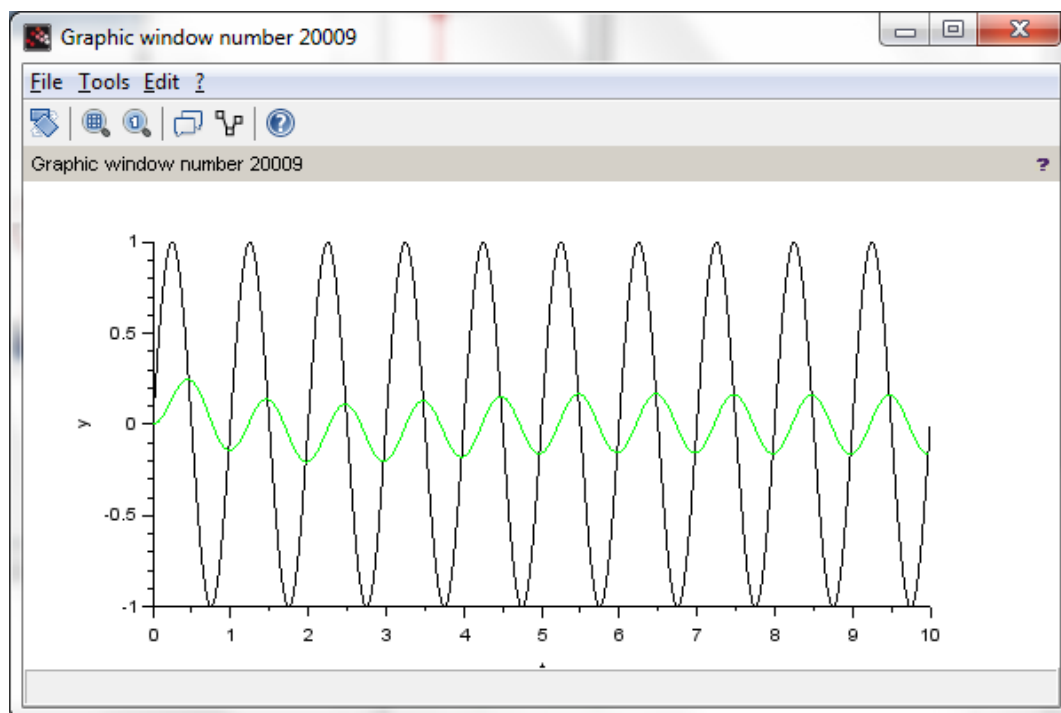 Graphic window number 20009
File Tools Edit ?
Graphic window number 20009 ?
1
0.5
y
0
-0.5
-1
0 1 2 3 4 5 6 7 8 9 10